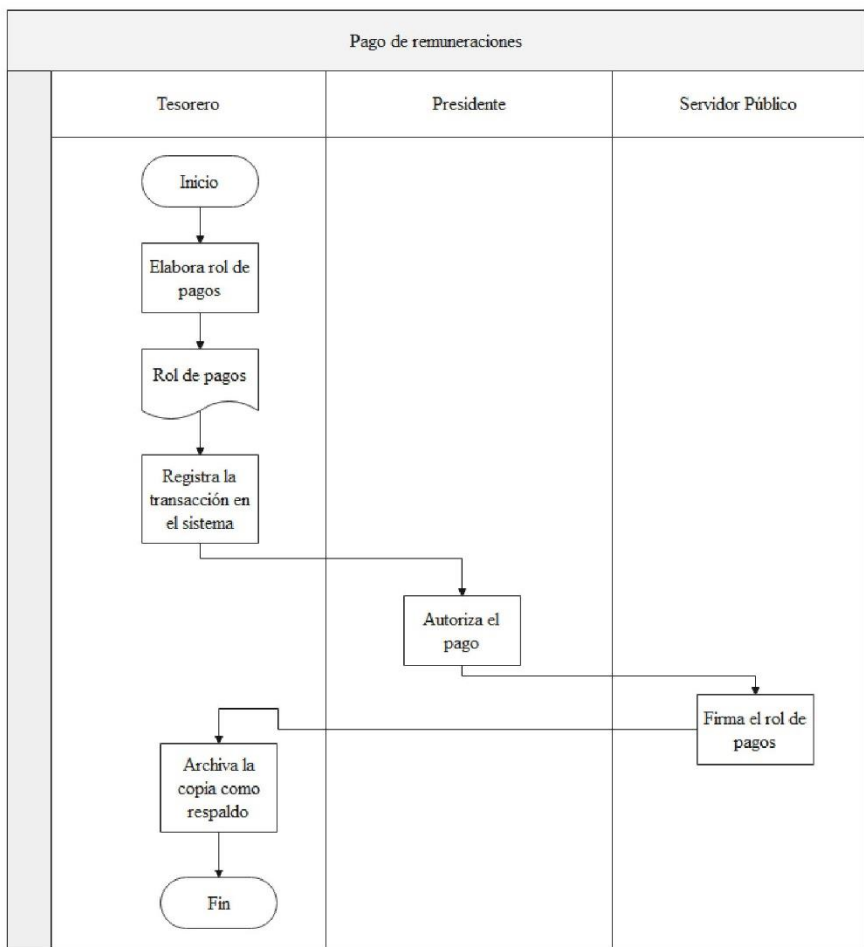 Pago de remuneraciones
Tesorero
Presidente
Servidor Público
Inicio
Elabora rol de
pagos
Rol de pagos
Registra la
transacción en
el sistema
Autoriza el
pago
Firma el rol de
pagos
Archiva la
copia como
respaldo
Fin